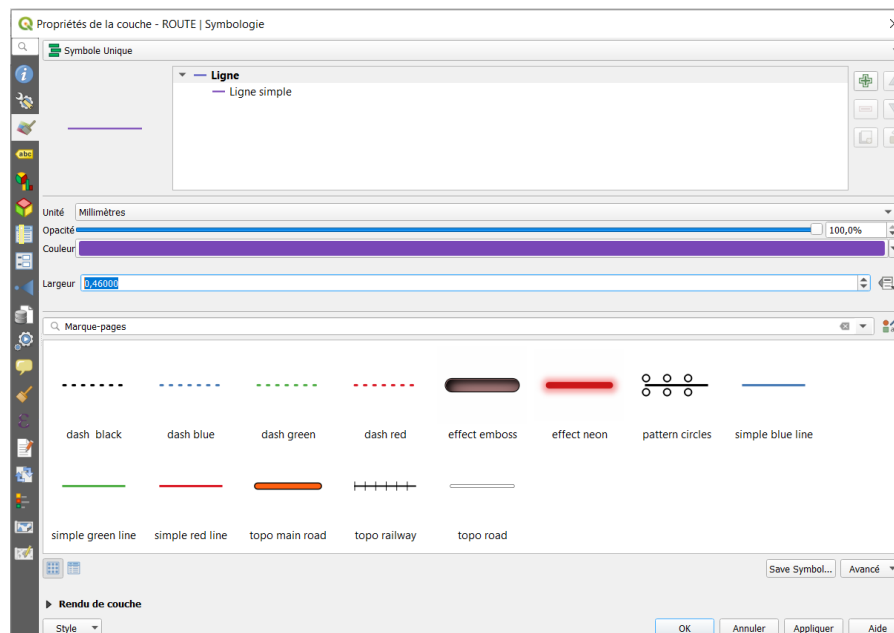 Propriétés de la couche - ROUTE | Symbologie
Symbole Unique
Ligne
Ligne simple
abc
Unité Millimètres
Opacité 100,0%
Couleur
Largeur 0,46000
Marque-pages
dash black dash blue dash green dash red effect emboss effect neon pattern circles simple blue line
simple green line simple red line topo main road topo railway topo road
Save Symbol... Avancé
Rendu de couche
Style OK Annuler Appliquer Aide